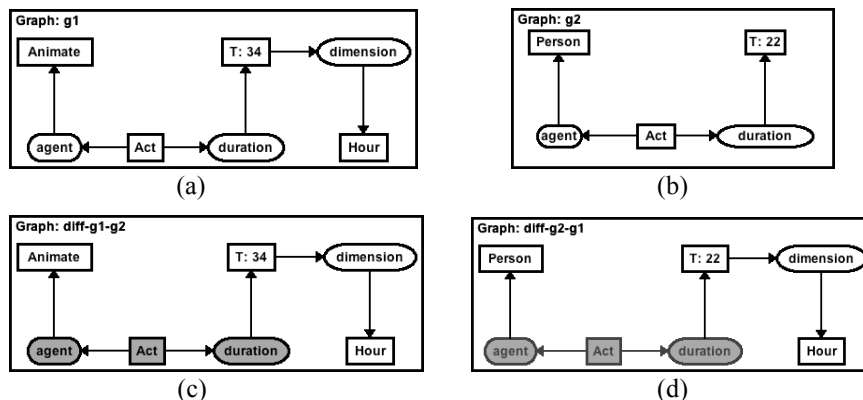 Graph: g1
Animate
T: 34
dimension
agent
Act
duration
Hour
(a)
Graph: g2
Person
T: 22
agent
Act
duration
(b)
Graph: diff-g1-g2
Animate
T: 34
dimension
agent
Act
duration
Hour
(c)
Graph: diff-g2-g1
Person
T: 22
dimension
agent
Act
duration
Hour
(d)